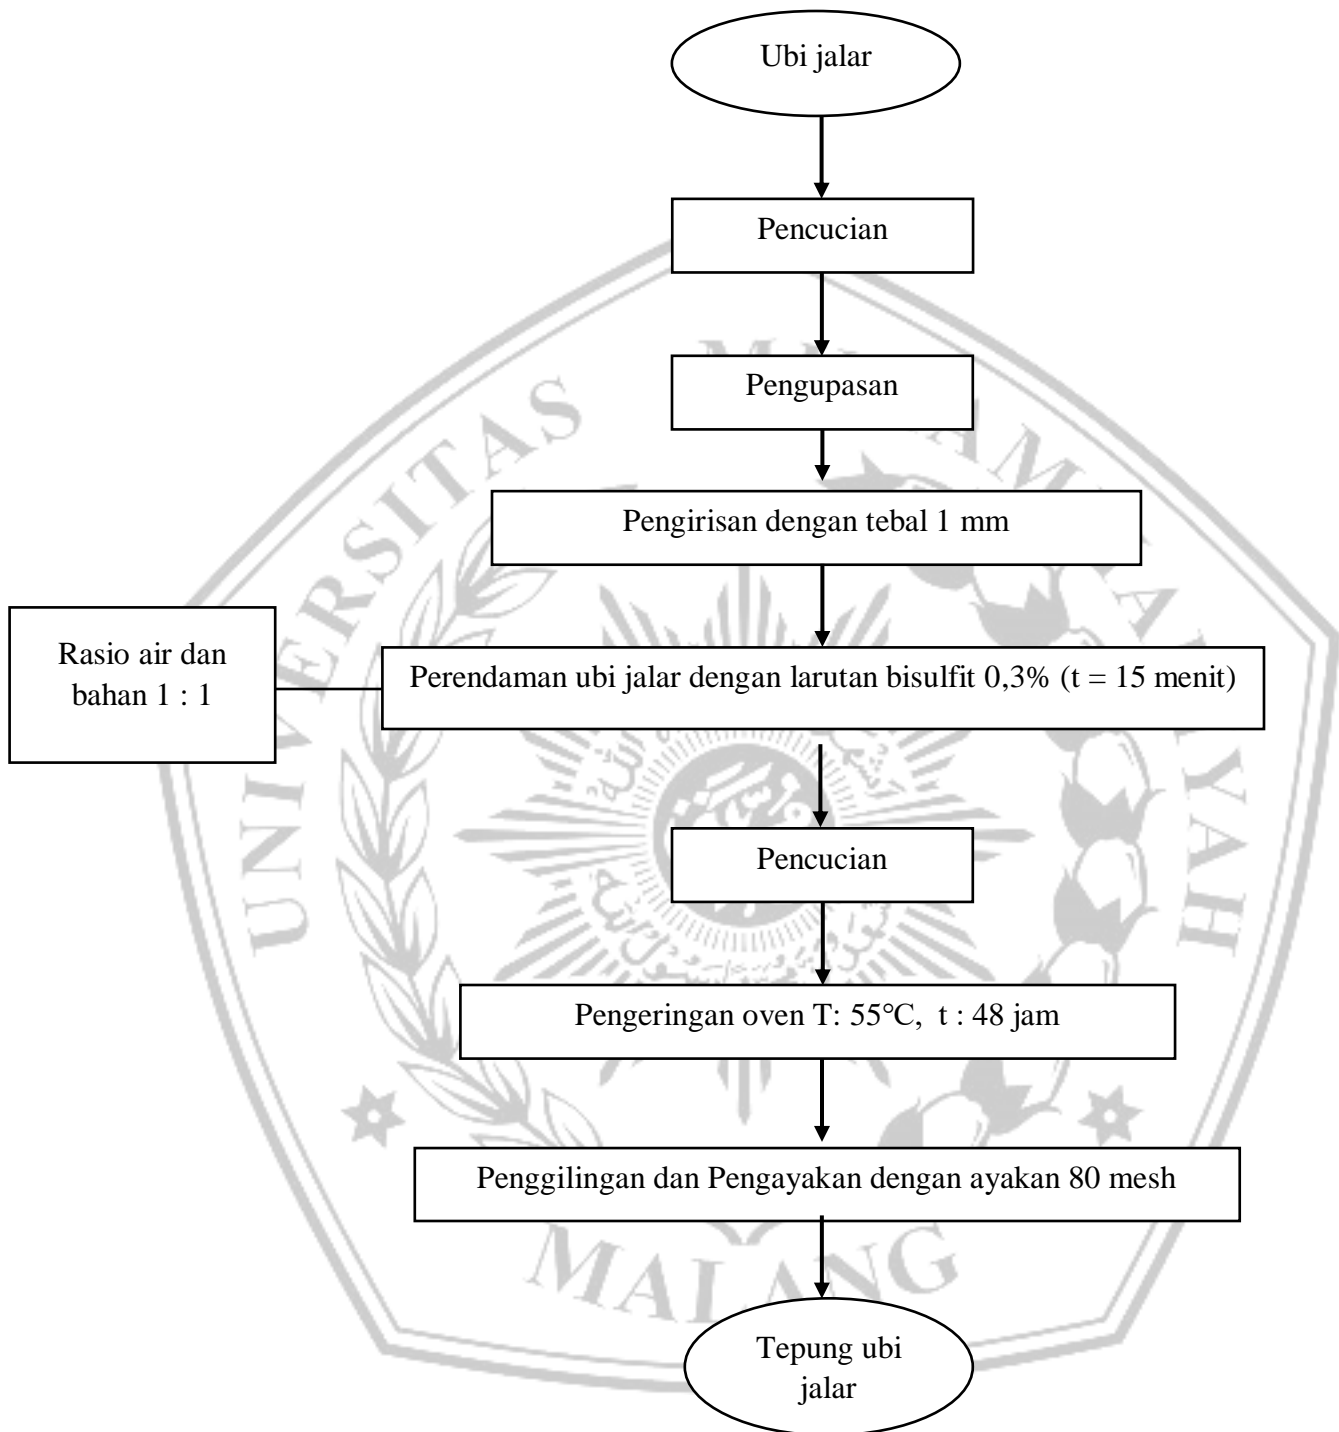 Ubi jalar
Pencucian
Pengupasan
Pengirisan dengan tebal 1 mm
Rasio air dan
bahan 1 : 1
Perendaman ubi jalar dengan larutan bisulfit 0,3% (t = 15 menit)
Pencucian
Pengeringan oven T: 55°C,  t : 48 jam
Penggilingan dan Pengayakan dengan ayakan 80 mesh
Tepung ubi
jalar
UNIVERSITAS
MALANG